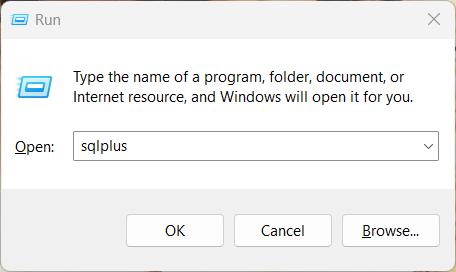 Run
Type the name of a program, folder, document, or
Internet resource, and Windows will open it for you.
Open: sqlplus
OK Cancel Browse...